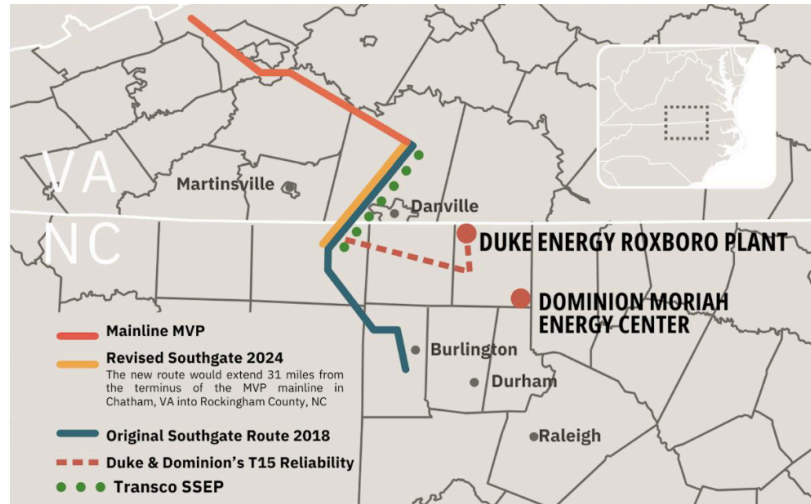 VA
Martinsville
Danville
NC
DUKE ENERGY ROXBORO PLANT
DOMINION MORIAH
ENERGY CENTER
Mainline MVP
Revised Southgate 2024
The new route would extend 31 miles from
the terminus of the MVP mainline in
Chatham, VA into Rockingham County, NC
Burlington
Durham
Raleigh
Original Southgate Route 2018
Duke & Dominion's T15 Reliability
Transco SSEP